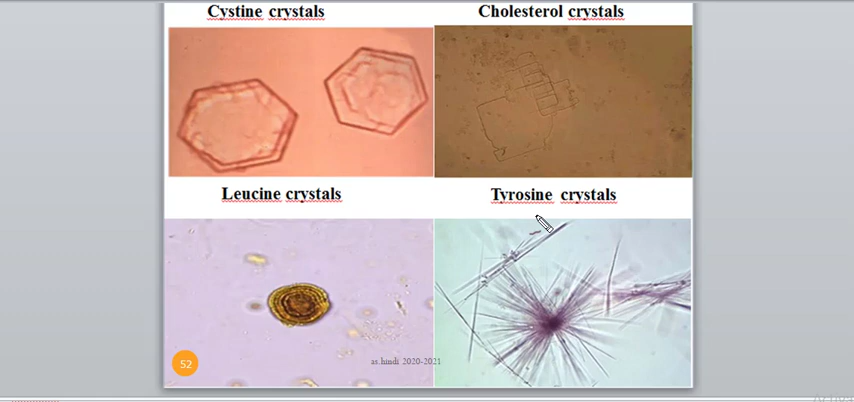 Cystine crystals
Cholesterol crystals
Leucine crystals
Tyrosine crystals
52
as.hindi 2020-2021